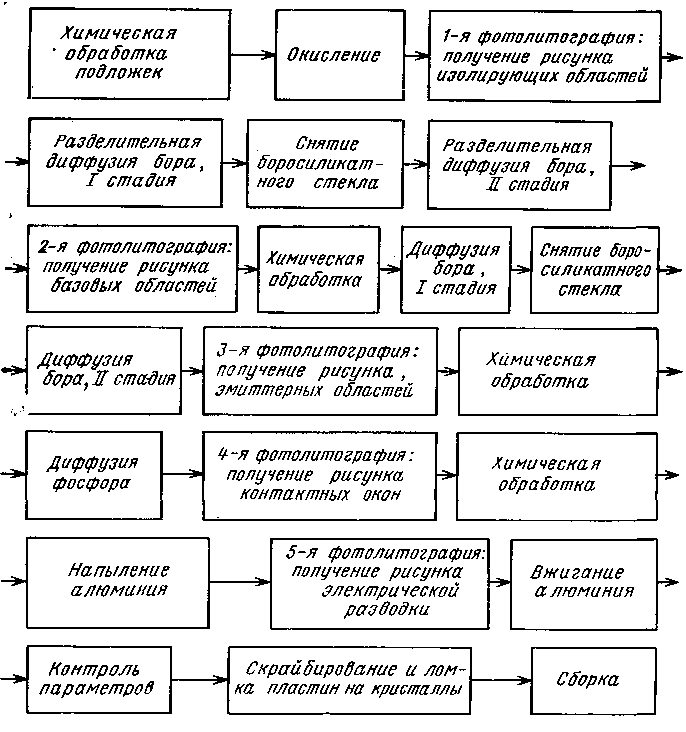 Химическая
обработка
подложек
Окисление
1-я фотолитография:
получение рисунка
изолирующих областей
Разделительная
диффузия бора,
I стадия
Снятие
боросиликат-
ного стекла
Разделительная
диффузия бора,
II стадия
2-я фотолитография:
получение рисунка
базовых областей
Химическая
обработка
Диффузия
бора,
I стадия
Снятие боро-
силикатного
стекла
Диффузия
бора, II стадия
3-я фотолитография:
получение рисунка,
эмиттерных областей
Химическая
обработка
Диффузия
фосфора
4-я фотолитография:
получение рисунка
контактных окон
Химическая
обработка
Напыление
алюминия
5-я фотолитография:
получение рисунка
электрической
разводки
Вжигание
алюминия
Контроль
параметров
Скрайбирование и лом-
ка пластин на кристаллы
Сборка